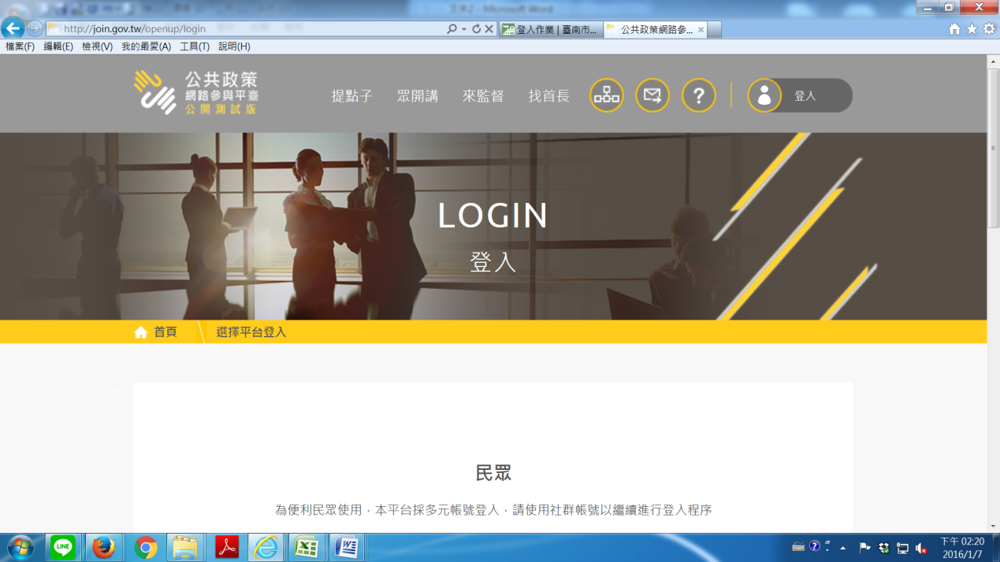 文件2 - Microsoft Word
http://join.gov.tw/openup/login
登入作業 | 臺南市...
公共政策網路參...
檔案(F) 編輯(E) 檢視(V) 我的最愛(A) 工具(T) 說明(H)
公共政策
網路參與平臺
公開測試版
提點子 眾開講 來監督 找首長
?
登入
LOGIN
登入
首頁 選擇平台登入
民眾
為便利民眾使用，本平台採多元帳號登入，請使用社群帳號以繼續進行登入程序
LINE
下午 02:20
2016/1/7